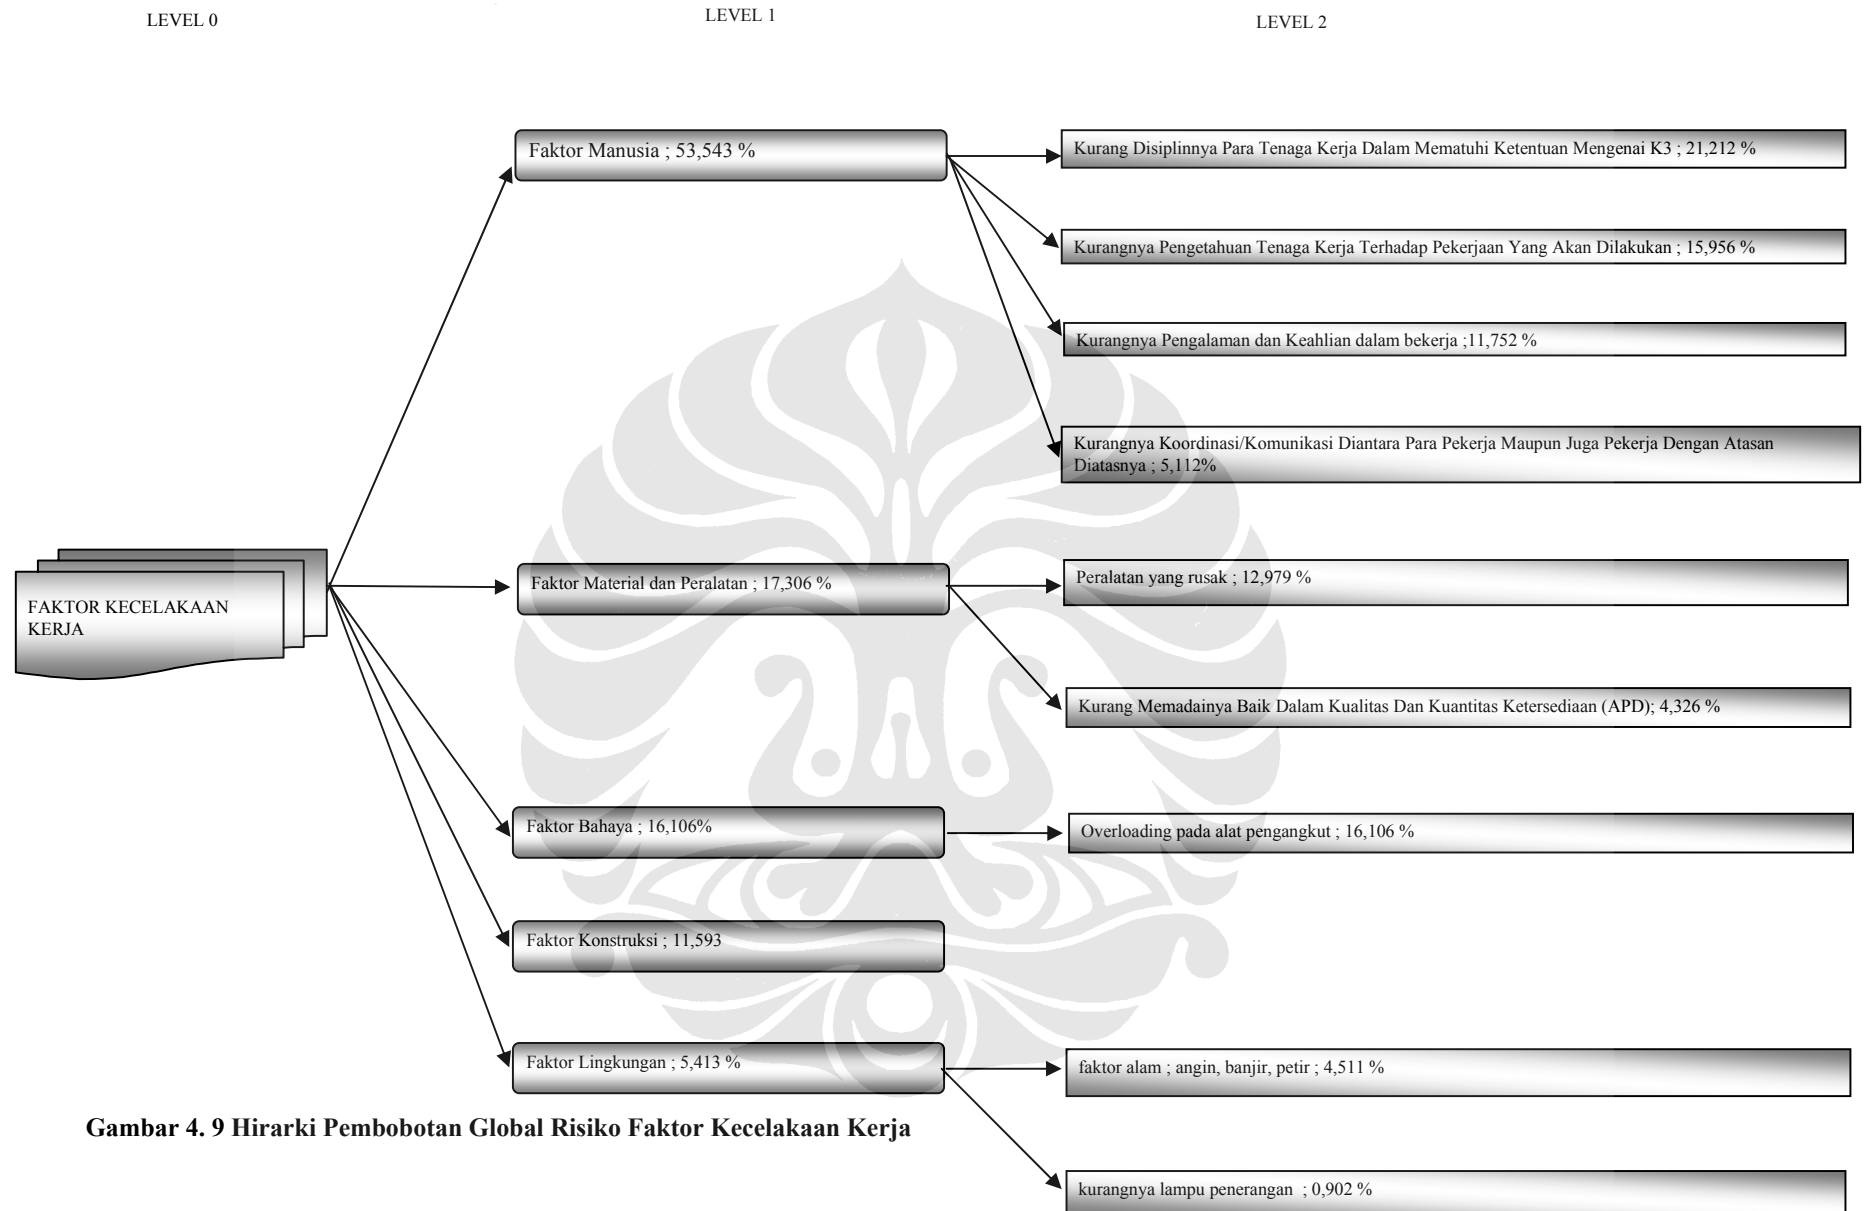 LEVEL 0
LEVEL 1
LEVEL 2
FAKTOR KECELAKAAN
KERJA
Faktor Manusia ; 53,543 %
Kurang Disiplinnya Para Tenaga Kerja Dalam Mematuhi Ketentuan Mengenai K3 ; 21,212 %
Kurangnya Pengetahuan Tenaga Kerja Terhadap Pekerjaan Yang Akan Dilakukan ; 15,956 %
Kurangnya Pengalaman dan Keahlian dalam bekerja ;11,752 %
Kurangnya Koordinasi/Komunikasi Diantara Para Pekerja Maupun Juga Pekerja Dengan Atasan
Diatasnya ; 5,112%
Faktor Material dan Peralatan ; 17,306 %
Peralatan yang rusak ; 12,979 %
Kurang Memadainya Baik Dalam Kualitas Dan Kuantitas Ketersediaan (APD); 4,326 %
Faktor Bahaya ; 16,106%
Overloading pada alat pengangkut ; 16,106 %
Faktor Konstruksi ; 11,593
Faktor Lingkungan ; 5,413 %
faktor alam ; angin, banjir, petir ; 4,511 %
kurangnya lampu penerangan  ; 0,902 %
Gambar 4. 9 Hirarki Pembobotan Global Risiko Faktor Kecelakaan Kerja